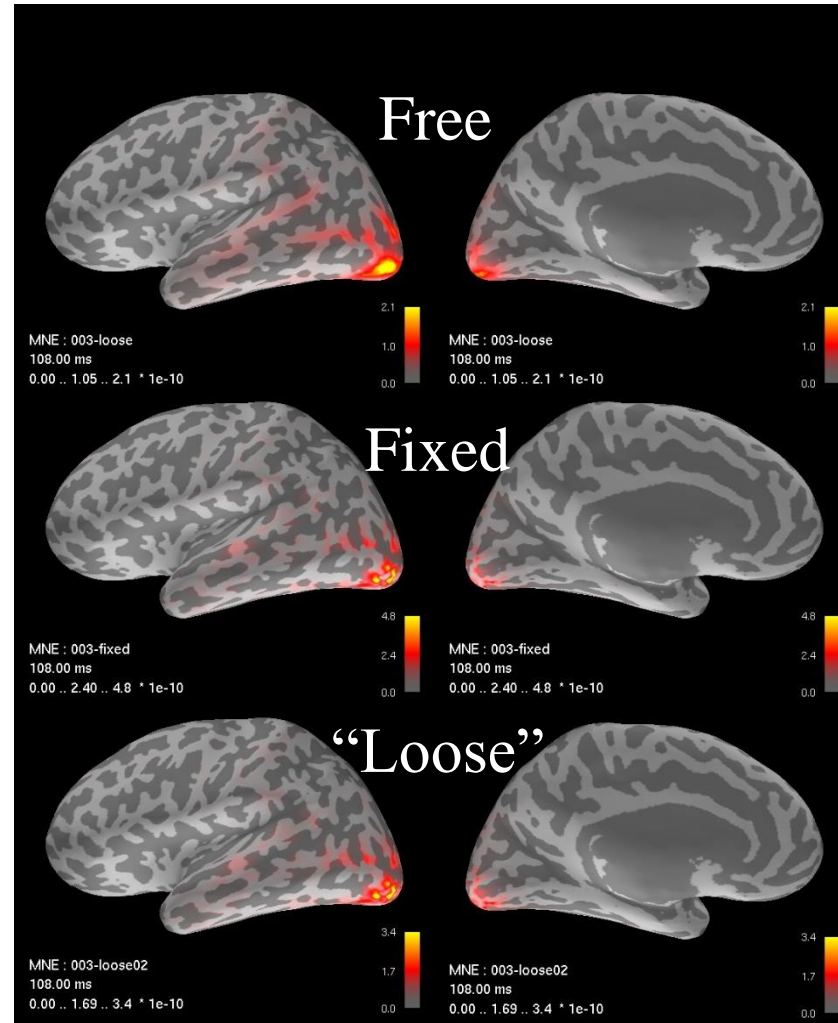 Free
2.1
1.0
0.0
MNE : 003-loose
108.00 ms
0.00 .. 1.05 .. 2.1 * 1e-10
2.1
1.0
0.0
MNE : 003-loose
108.00 ms
0.00 .. 1.05 .. 2.1 * 1e-10
Fixed
4.8
2.4
0.0
MNE : 003-fixed
108.00 ms
0.00 .. 2.40 .. 4.8 * 1e-10
4.8
2.4
0.0
MNE : 003-fixed
108.00 ms
0.00 .. 2.40 .. 4.8 * 1e-10
“Loose”
3.4
1.7
0.0
MNE : 003-loose02
108.00 ms
0.00 .. 1.69 .. 3.4 * 1e-10
3.4
1.7
0.0
MNE : 003-loose02
108.00 ms
0.00 .. 1.69 .. 3.4 * 1e-10